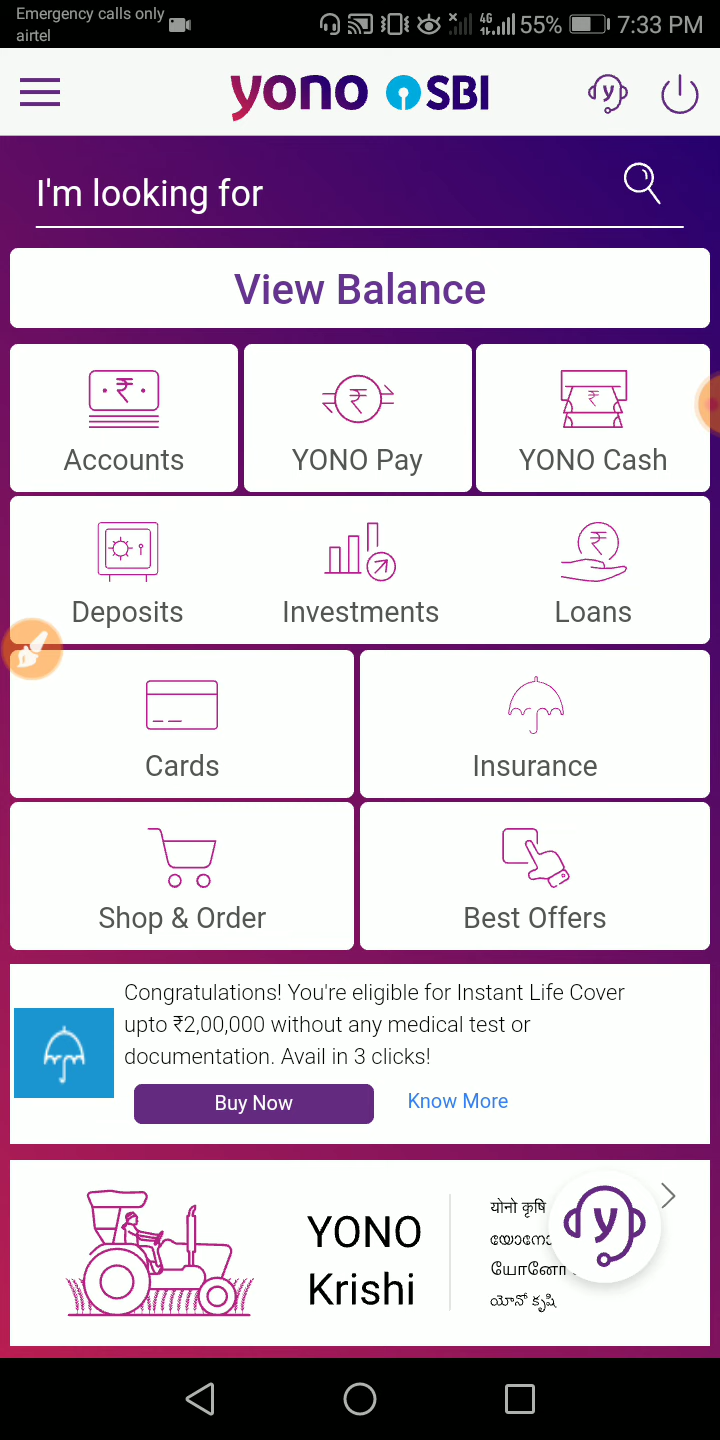 Emergency calls only
airtel
4G
55%
7:33 PM
yono SBI
y
I'm looking for
View Balance
₹
₹
₹
Accounts
YONO Pay
YONO Cash
₹
Deposits
Investments
Loans
Cards
Insurance
Shop & Order
Best Offers
Congratulations! You're eligible for Instant Life Cover
upto ₹2,00,000 without any medical test or
documentation. Avail in 3 clicks!
Buy Now
Know More
YONO
Krishi
योनो कृषि
യോനോ
யோனோ
యోనో కృషి
y